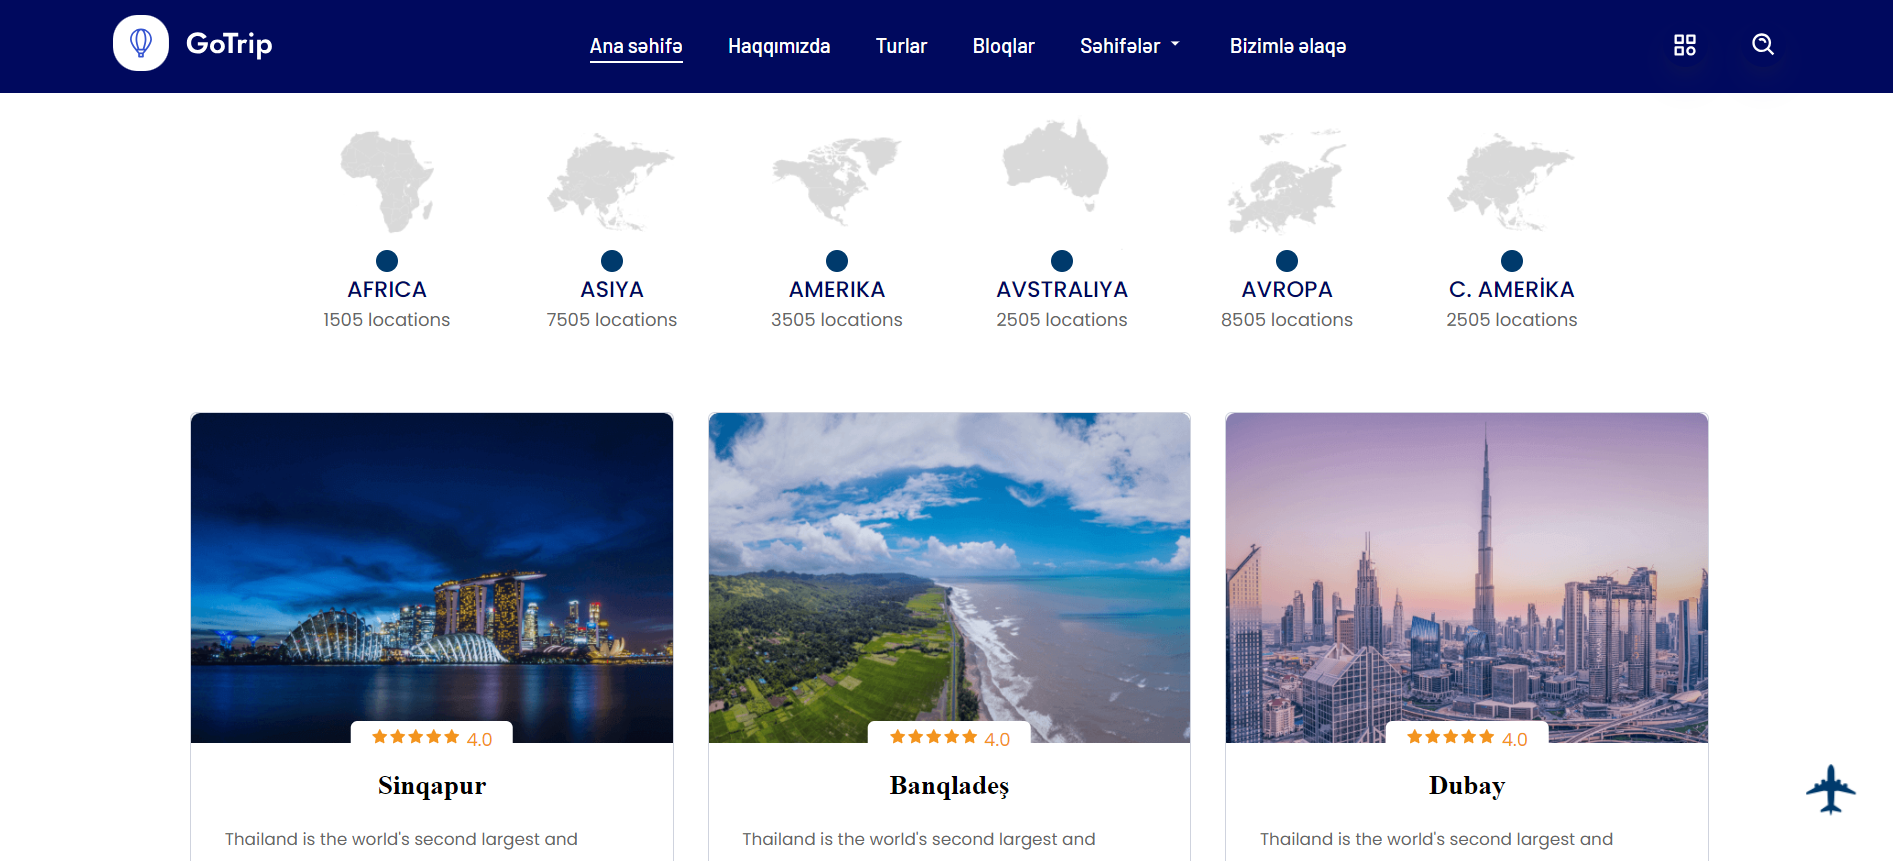 GoTrip
Ana səhifə Haqqımızda Turlar Bloqlar Səhifələr Bizimlə əlaqə
AFRICA ASIYA AMERIKA AVSTRALIYA AVROPA C. AMERİKA
1505 locations 7505 locations 3505 locations 2505 locations 8505 locations 2505 locations
4.0 4.0 4.0
Sinqapur Banqladeş Dubay
Thailand is the world's second largest and Thailand is the world's second largest and Thailand is the world's second largest and